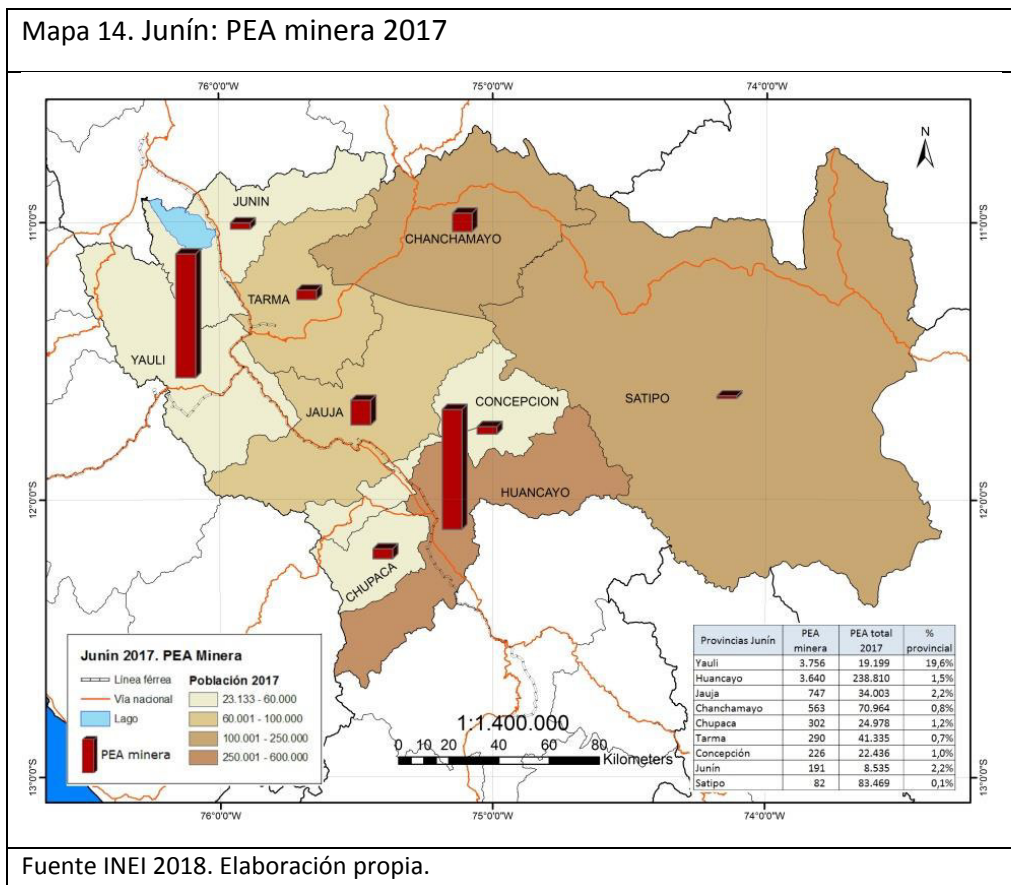 Mapa 14. Junín: PEA minera 2017
76°0'0"W 75°0'0"W 74°0'0"W
N
JUNIN
11°0'0"S 11°0'0"S
CHANCHAMAYO
TARMA
YAULI
JAUJA
CONCEPCION
SATIPO
HUANCAYO
12°0'0"S 12°0'0"S
CHUPACA
Junín 2017. PEA Minera
Línea férrea
Vía nacional
Lago
PEA minera
Población 2017
23.133 - 60.000
60.001 - 100.000
100.001 - 250.000
250.001 - 600.000
1:1.400.000
0 10 20 40 60 80
Kilometers
Provincias Junín PEA minera PEA total 2017 % provincial
Yauli 3.756 19.199 19,6%
Huancayo 3.640 238.810 1,5%
Jauja 747 34.003 2,2%
Chanchamayo 563 70.964 0,8%
Chupaca 302 24.978 1,2%
Tarma 290 41.335 0,7%
Concepción 226 22.436 1,0%
Junín 191 8.535 2,2%
Satipo 82 83.469 0,1%
13°0'0"S 13°0'0"S
76°0'0"W 75°0'0"W 74°0'0"W
Fuente INEI 2018. Elaboración propia.